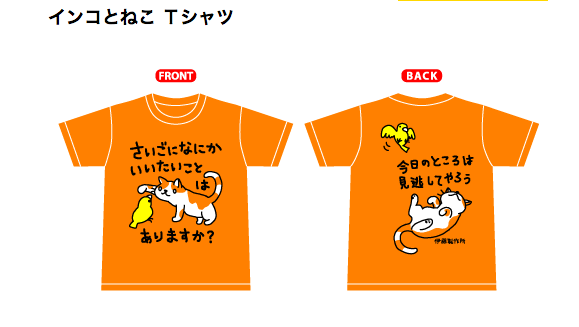 インコとねこ Tシャツ
FRONT
さいごになにか
いいたいこと
は
ありますか?
BACK
今日のところは
見逃してやろう
伊藤製作所